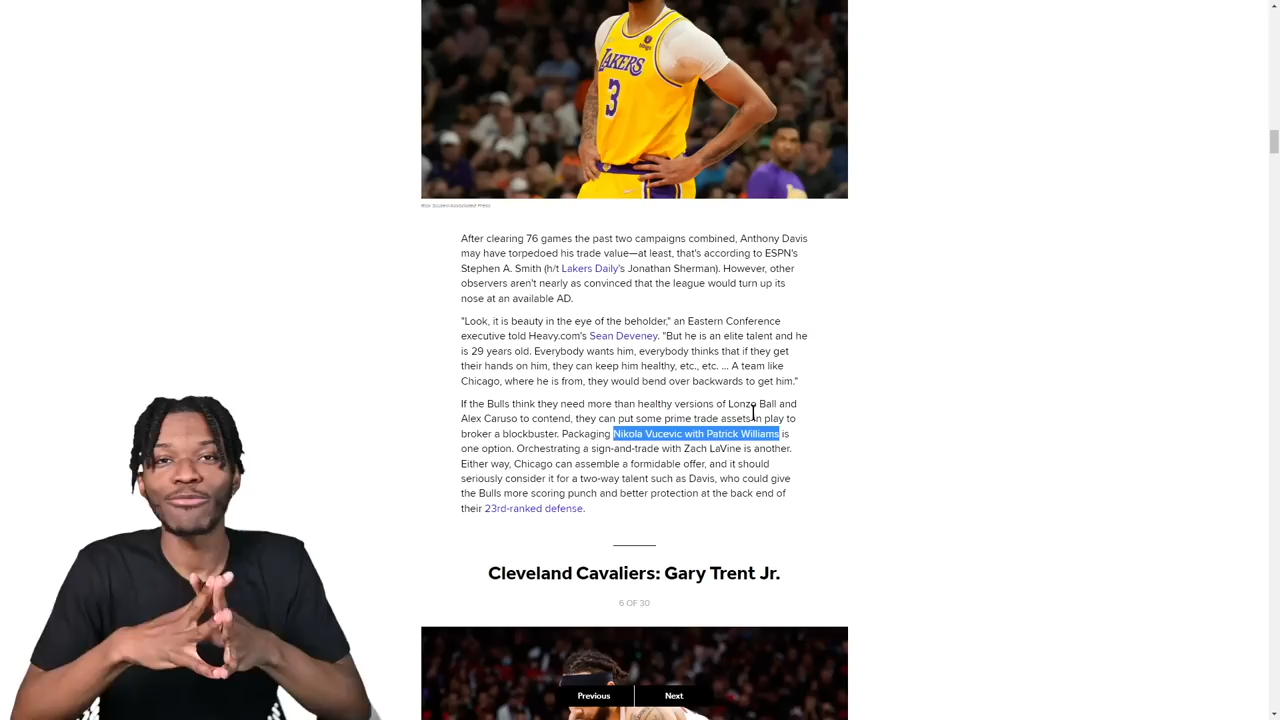 LAKERS
3
After clearing 76 games the past two campaigns combined, Anthony Davis
may have torpedoed his trade value—at least, that's according to ESPN's
Stephen A. Smith (h/t Lakers Daily's Jonathan Sherman). However, other
observers aren't nearly as convinced that the league would turn up its
nose at an available AD.
"Look, it is beauty in the eye of the beholder," an Eastern Conference
executive told Heavy.com's Sean Deveney. "But he is an elite talent and he
is 29 years old. Everybody wants him, everybody thinks that if they get
their hands on him, they can keep him healthy, etc., etc. ... A team like
Chicago, where he is from, they would bend over backwards to get him."
If the Bulls think they need more than healthy versions of Lonzo Ball and
Alex Caruso to contend, they can put some prime trade assets in play to
broker a blockbuster. Packaging Nikola Vucevic with Patrick Williams is
one option. Orchestrating a sign-and-trade with Zach LaVine is another.
Either way, Chicago can assemble a formidable offer, and it should
seriously consider it for a two-way talent such as Davis, who could give
the Bulls more scoring punch and better protection at the back end of
their 23rd-ranked defense.
Cleveland Cavaliers: Gary Trent Jr.
6 OF 30
Previous
Next